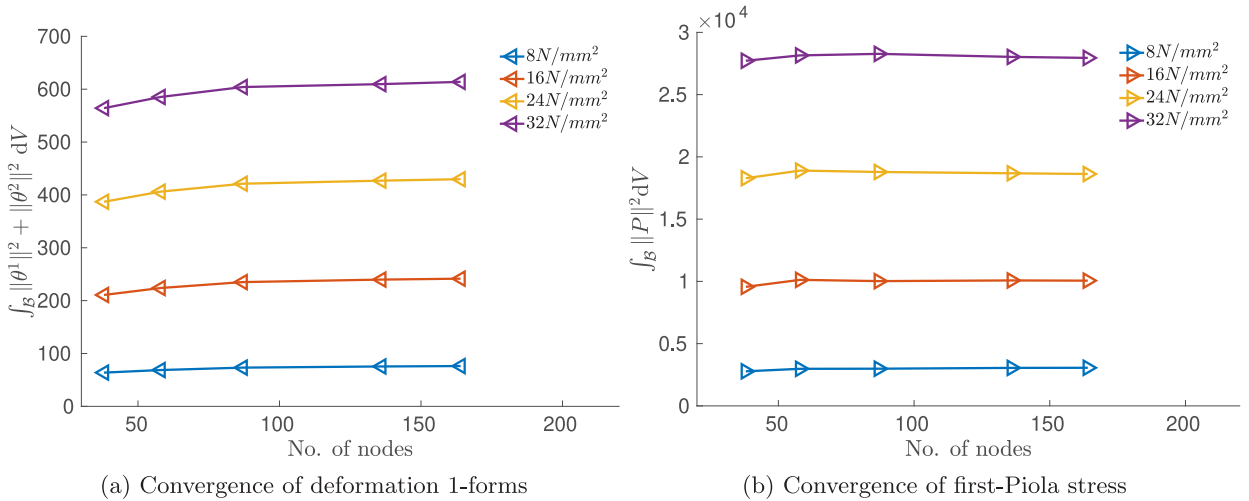 700
600
500
400
300
200
100
0
50
100
150
200
∫_B ||θ^1||^2 + ||θ^2||^2 dV
No. of nodes
8N/mm^2
16N/mm^2
24N/mm^2
32N/mm^2
(a) Convergence of deformation 1-forms
×10^4
3
2.5
2
1.5
1
0.5
0
50
100
150
200
∫_B ||P||^2 dV
No. of nodes
8N/mm^2
16N/mm^2
24N/mm^2
32N/mm^2
(b) Convergence of first-Piola stress